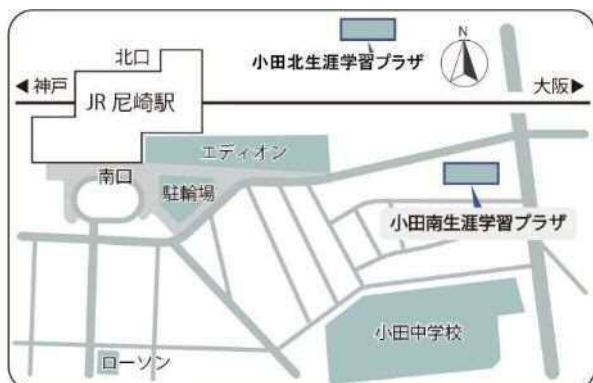 北口
小田北生涯学習プラザ
N
◀神戸
JR 尼崎駅
大阪▶
エディオン
南口
駐輪場
小田南生涯学習プラザ
小田中学校
ローソン